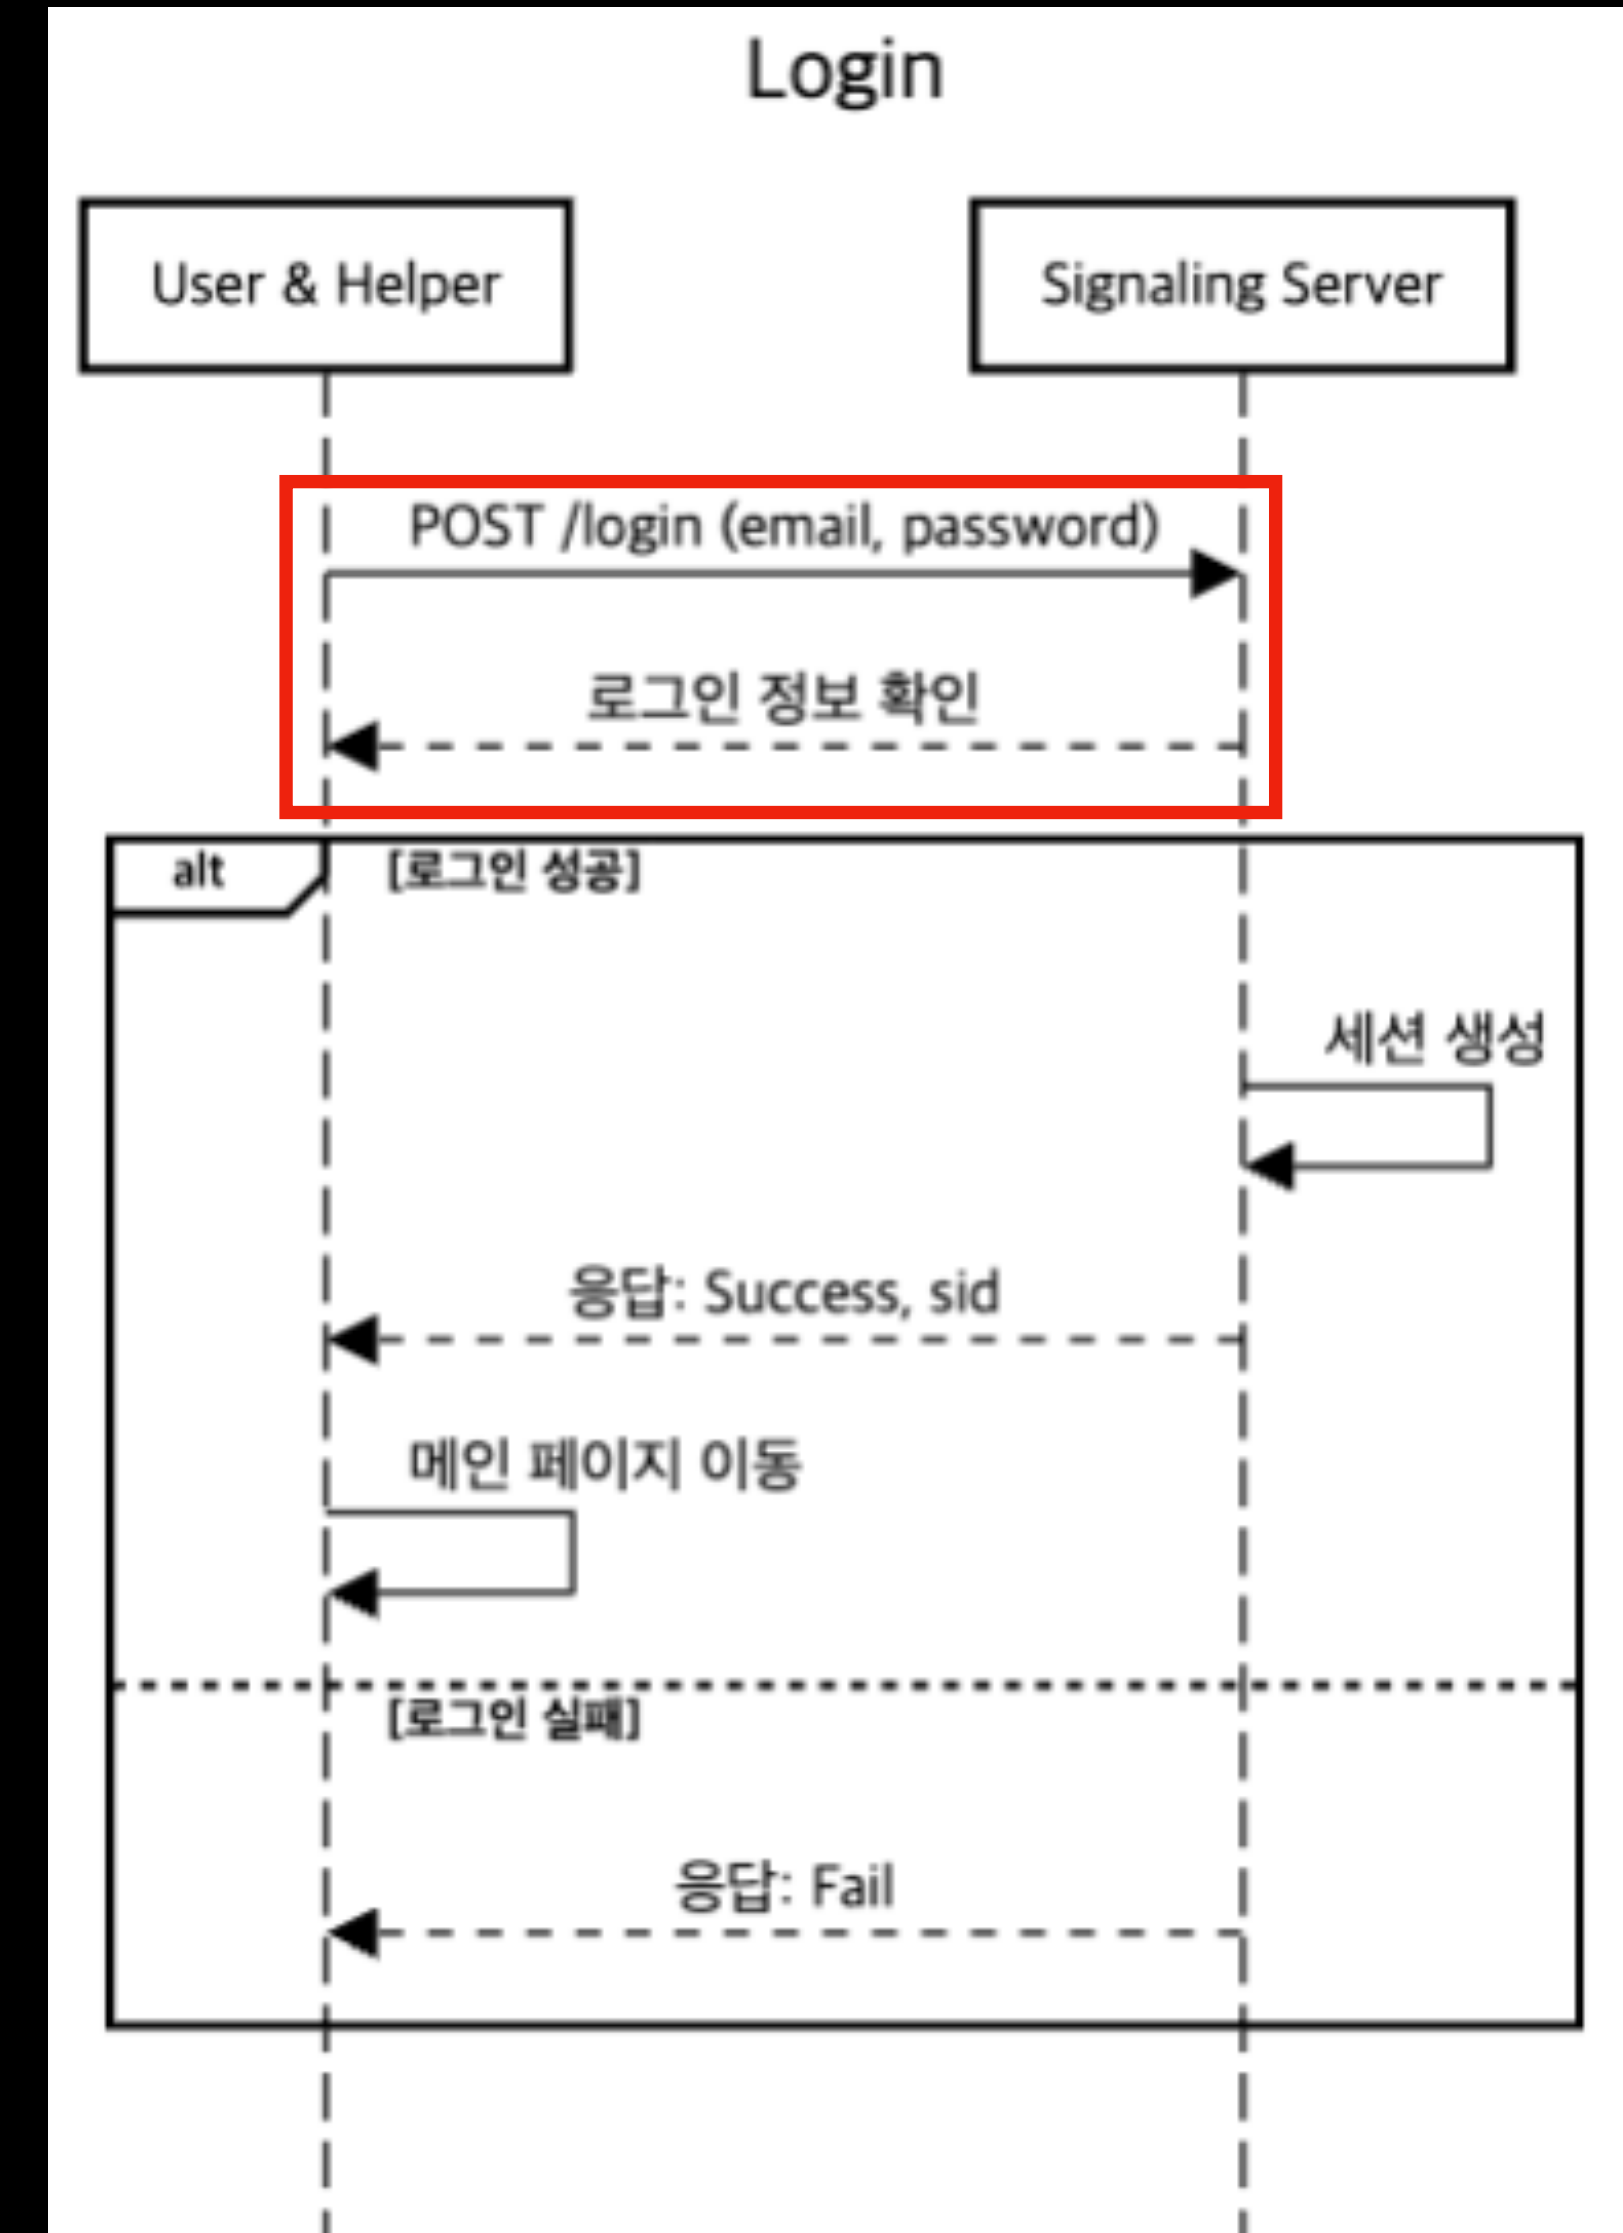 Login
User & Helper
Signaling Server
POST /login (email, password)
로그인 정보 확인
alt
[로그인 성공]
세션 생성
응답: Success, sid
메인 페이지 이동
[로그인 실패]
응답: Fail